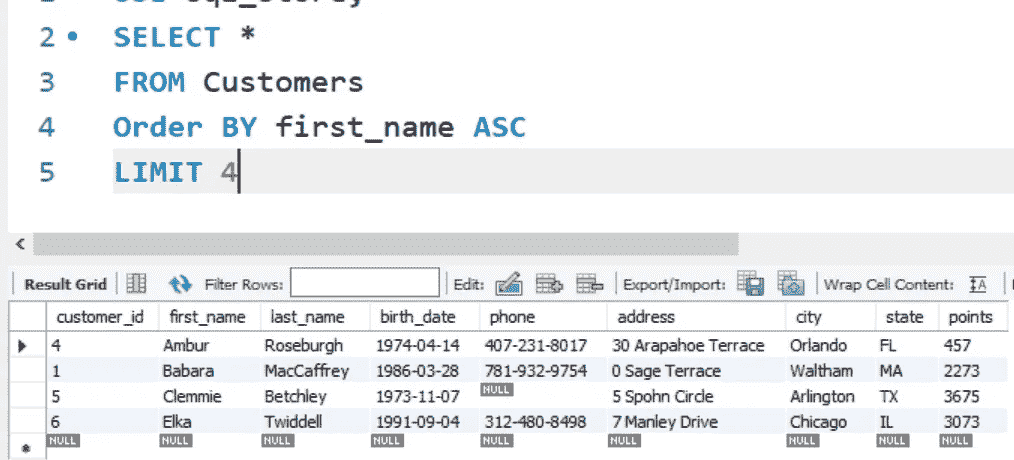 2 SELECT *
3 FROM Customers
4 Order BY first_name ASC
5 LIMIT 4
Result Grid Filter Rows: Edit: Export/Import: Wrap Cell Content:
customer_id first_name last_name birth_date phone address city state points
4 Ambur Roseburgh 1974-04-14 407-231-8017 30 Arapahoe Terrace Orlando FL 457
1 Babara MacCaffrey 1986-03-28 781-932-9754 0 Sage Terrace Waltham MA 2273
5 Clemmie Betchley 1973-11-07 NULL 5 Spohn Circle Arlington TX 3675
6 Elka Twiddell 1991-09-04 312-480-8498 7 Manley Drive Chicago IL 3073
NULL NULL NULL NULL NULL NULL NULL NULL NULL